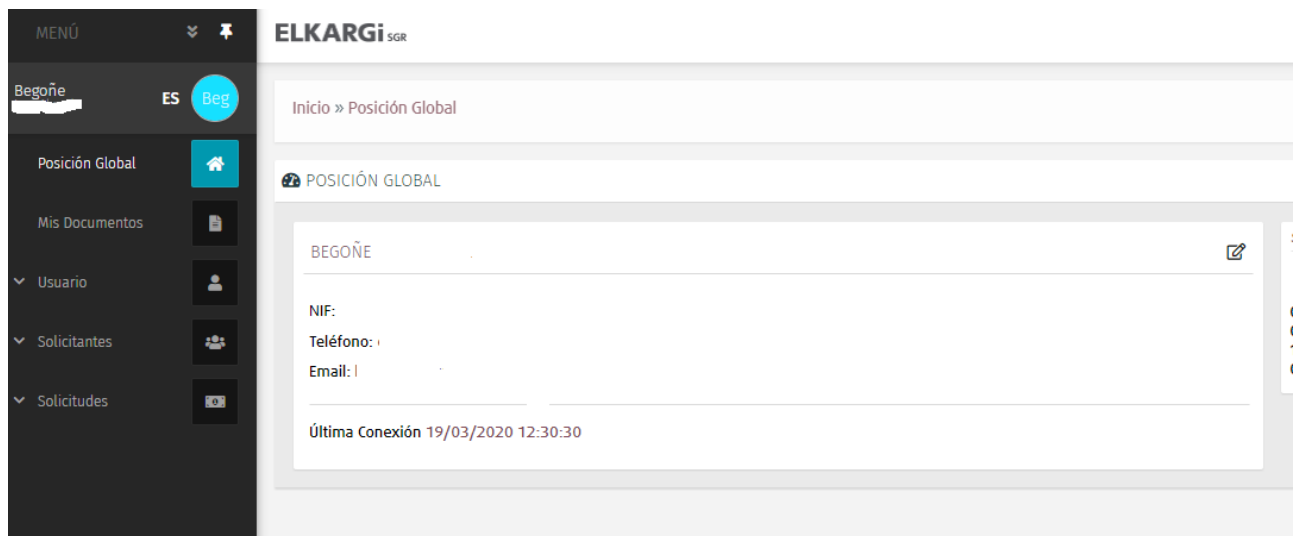 MENÚ
Begoñe
ES
Beg
Posición Global
Mis Documentos
Usuario
Solicitantes
Solicitudes
ELKARGi SGR
Inicio » Posición Global
POSICIÓN GLOBAL
BEGOÑE
NIF:
Teléfono:
Email:
Última Conexión 19/03/2020 12:30:30